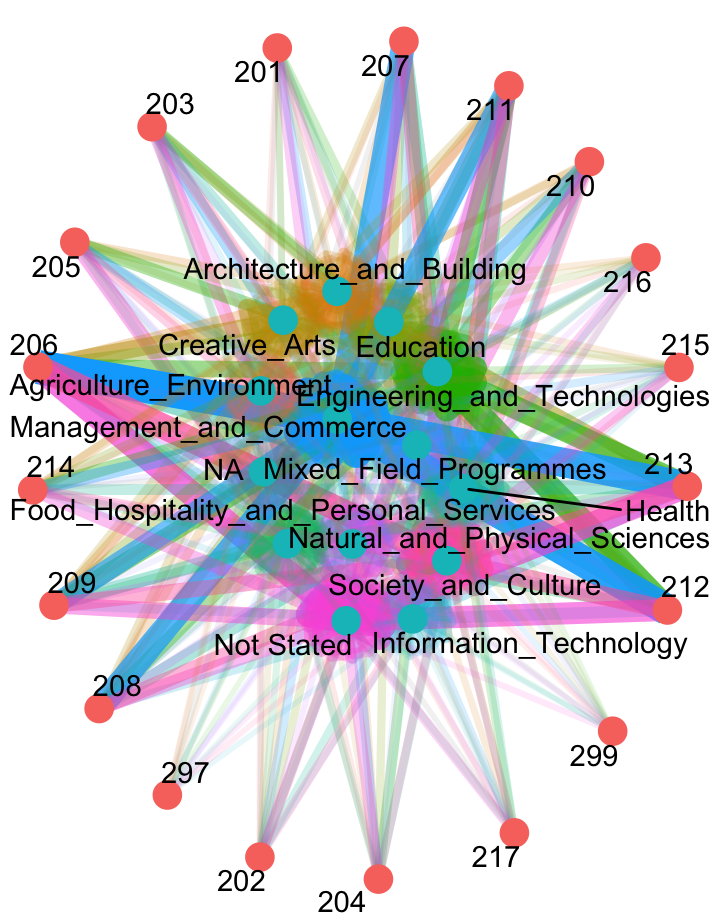 207
201
203
211
210
205
216
Architecture_and_Building
206
Creative_Arts
Education
215
Agriculture_Environment
Engineering_and_Technologies
Management_and_Commerce
214
NA
Mixed_Field_Programmes
213
Food_Hospitality_and_Personal_Services
Health
Natural_and_Physical_Sciences
209
Society_and_Culture
212
Not Stated
Information_Technology
208
299
297
217
202
204